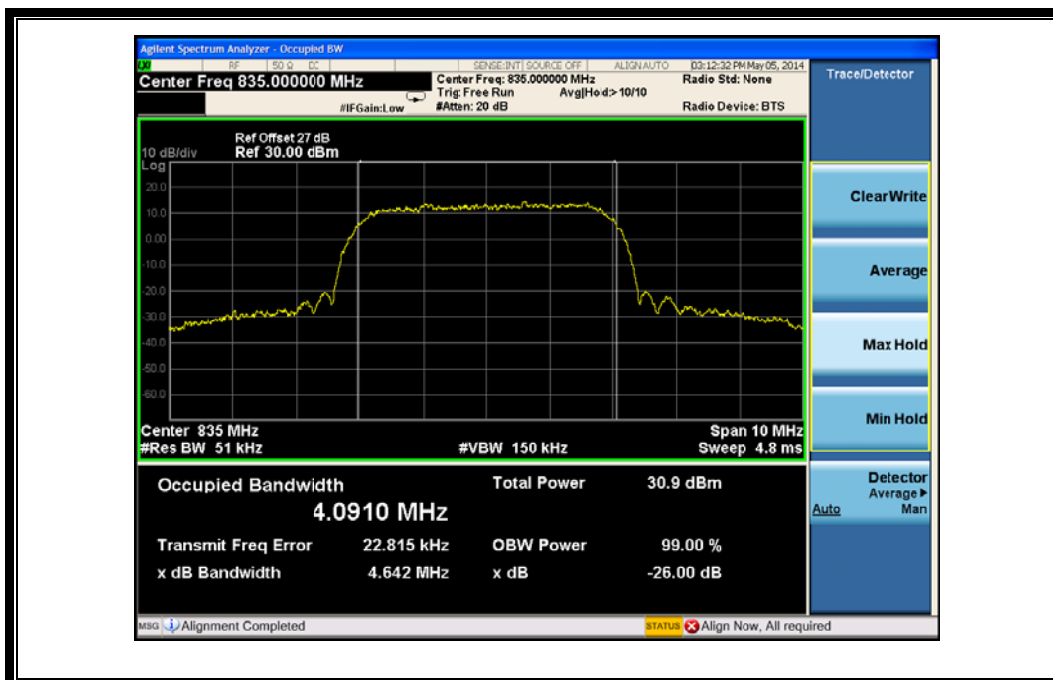 Agilent Spectrum Analyzer - Occupied BW
LXI RF 50 Ω DC SENSE:INT SOURCE OFF ALIGN AUTO 03:12:32 PM May 05, 2014
Center Freq 835.000000 MHz
Center Freq: 835.000000 MHz
Radio Std: None
Trig: Free Run Avg|Hold:> 10/10
#IFGain:Low
#Atten: 20 dB
Radio Device: BTS
Trace/Detector
Ref Offset 27 dB
10 dB/div
Ref 30.00 dBm
Log
20.0
10.0
0.00
-10.0
-20.0
-30.0
-40.0
-50.0
-60.0
Center 835 MHz
Span 10 MHz
#Res BW 51 kHz
#VBW 150 kHz
Sweep 4.8 ms
Clear Write
Average
Max Hold
Min Hold
Detector
Average▶
Auto Man
Occupied Bandwidth
Total Power 30.9 dBm
4.0910 MHz
Transmit Freq Error 22.815 kHz
OBW Power 99.00 %
x dB Bandwidth 4.642 MHz
x dB -26.00 dB
MSG Alignment Completed
STATUS Align Now, All required